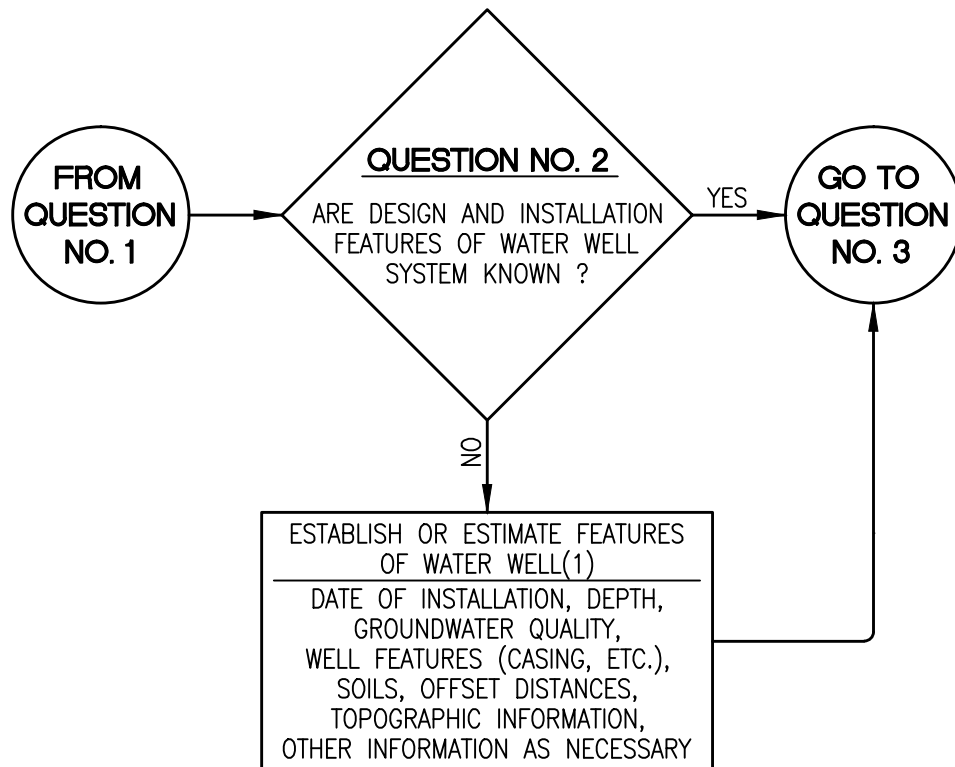 FROM
QUESTION
NO. 1
QUESTION NO. 2
ARE DESIGN AND INSTALLATION
FEATURES OF WATER WELL
SYSTEM KNOWN ?
YES
GO TO
QUESTION
NO. 3
NO
ESTABLISH OR ESTIMATE FEATURES
OF WATER WELL(1)
DATE OF INSTALLATION, DEPTH,
GROUNDWATER QUALITY,
WELL FEATURES (CASING, ETC.),
SOILS, OFFSET DISTANCES,
TOPOGRAPHIC INFORMATION,
OTHER INFORMATION AS NECESSARY